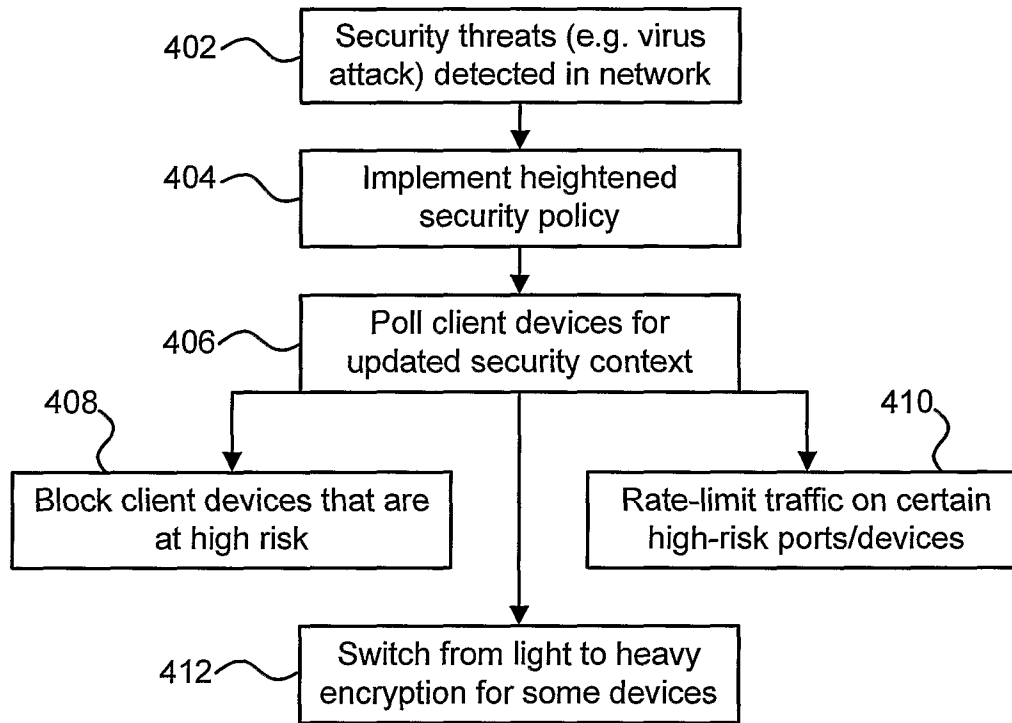 402
Security threats (e.g. virus
attack) detected in network
404
Implement heightened
security policy
406
Poll client devices for
updated security context
408
Block client devices that are
at high risk
410
Rate-limit traffic on certain
high-risk ports/devices
412
Switch from light to heavy
encryption for some devices